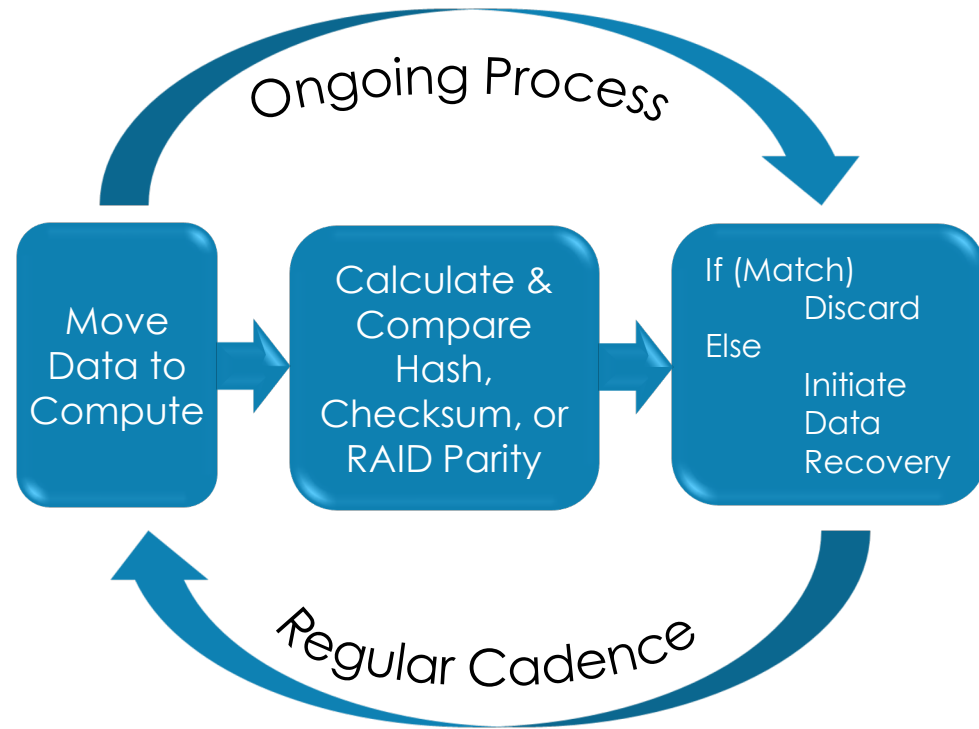 Ongoing Process
Move
Data to
Compute
Calculate &
Compare
Hash,
Checksum, or
RAID Parity
If (Match)
Discard
Else
Initiate
Data
Recovery
Regular Cadence